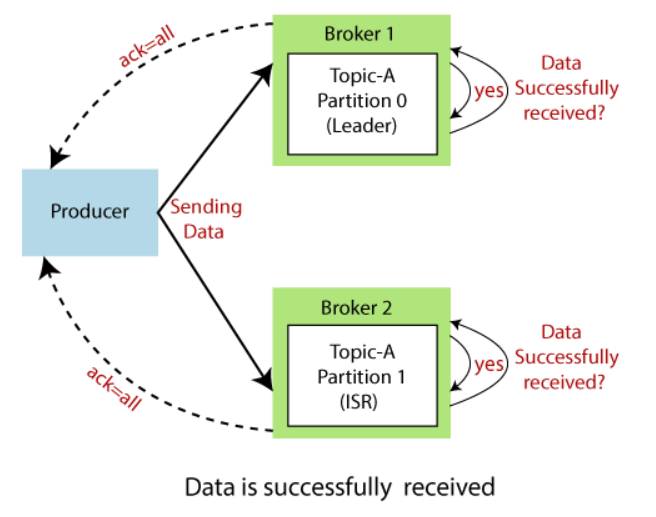 ack=all
Broker 1
Topic-A
Partition 0
(Leader)
yes
Data
Successfully
received?
Producer
Sending
Data
Broker 2
Topic-A
Partition 1
(ISR)
yes
Data
Successfully
received?
ack=all
Data is successfully received